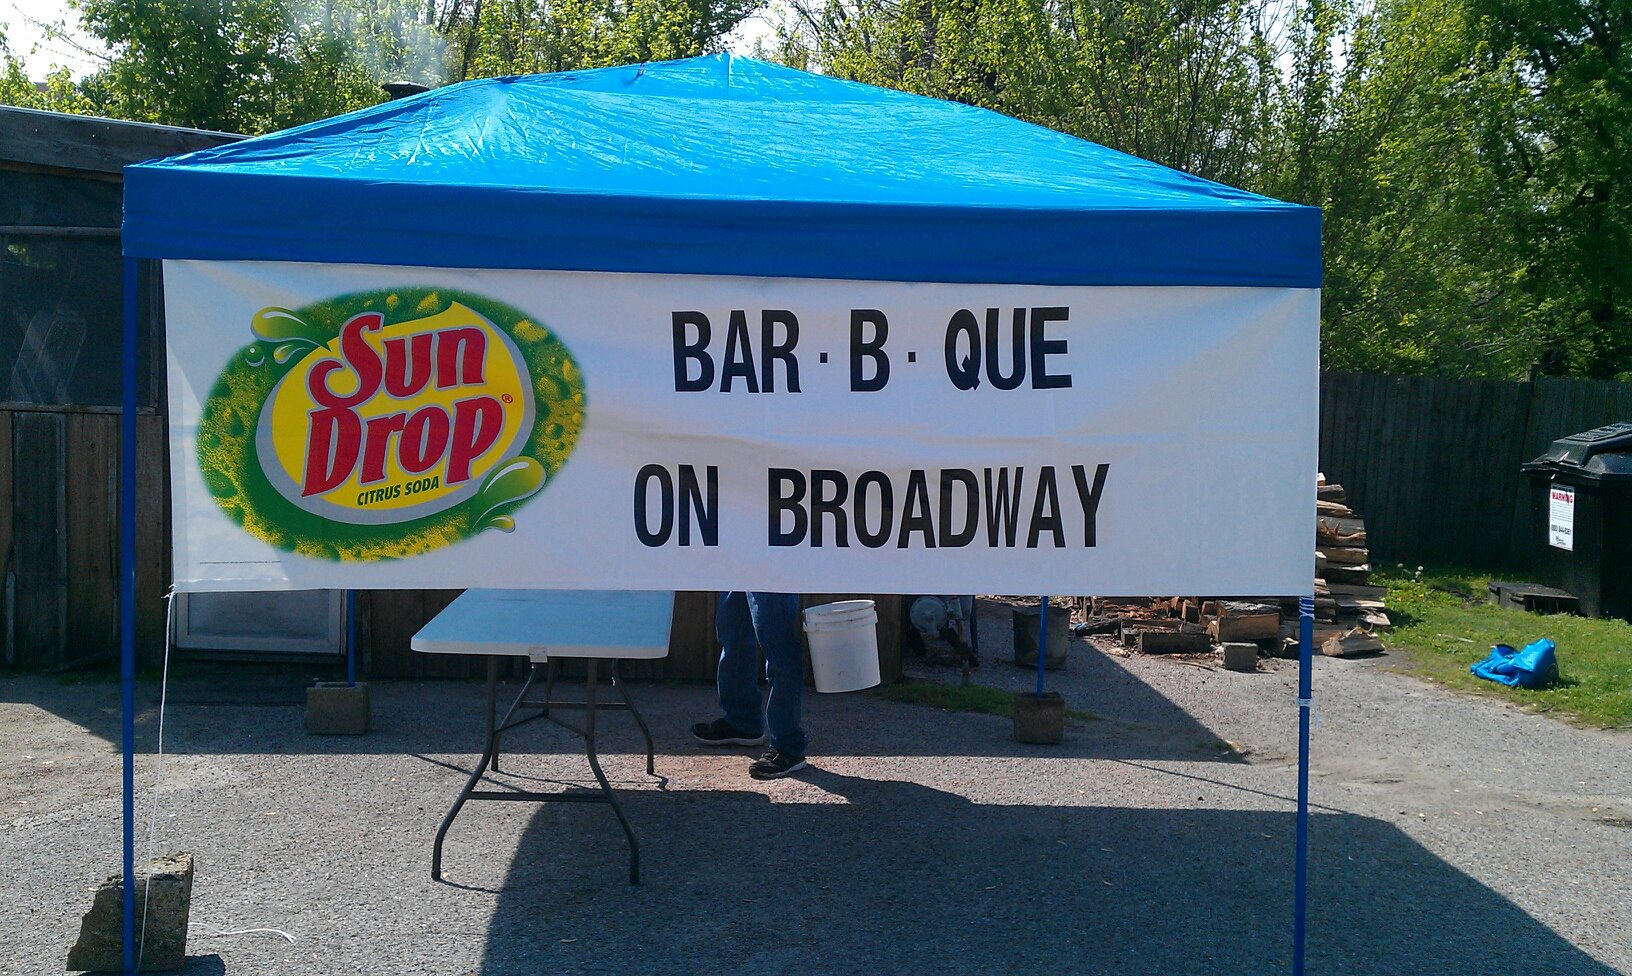 Sun
Drop®
CITRUS SODA
BAR · B · QUE
ON BROADWAY
WARNING